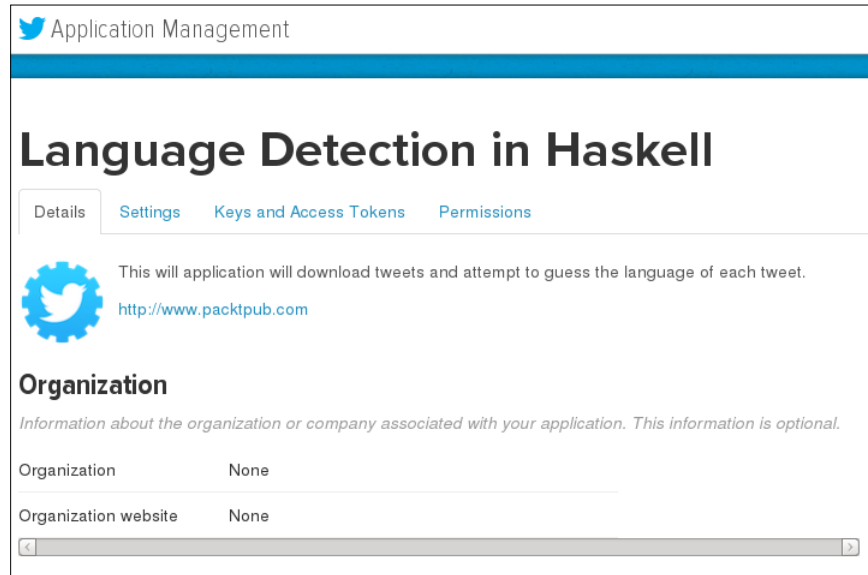 Application Management
Language Detection in Haskell
Details Settings Keys and Access Tokens Permissions
This will application will download tweets and attempt to guess the language of each tweet.
http://www.packtpub.com
Organization
Information about the organization or company associated with your application. This information is optional.
Organization None
Organization website None